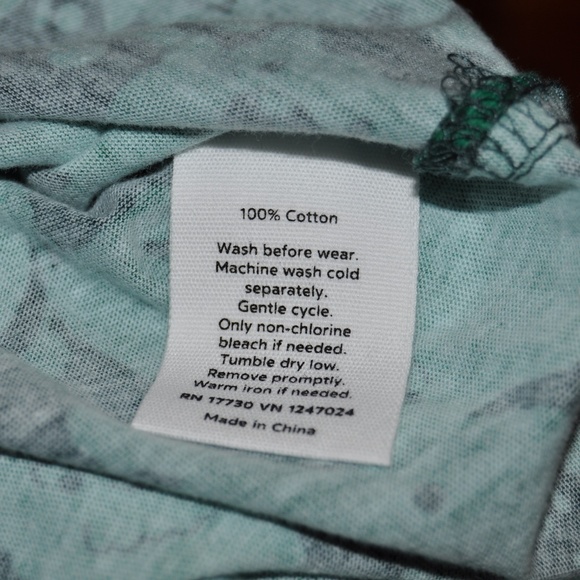 100% Cotton
Wash before wear.
Machine wash cold
separately.
Gentle cycle.
Only non-chlorine
bleach if needed.
Tumble dry low.
Remove promptly.
Warm iron if needed.
RN 17730 VN 1247024
Made in China